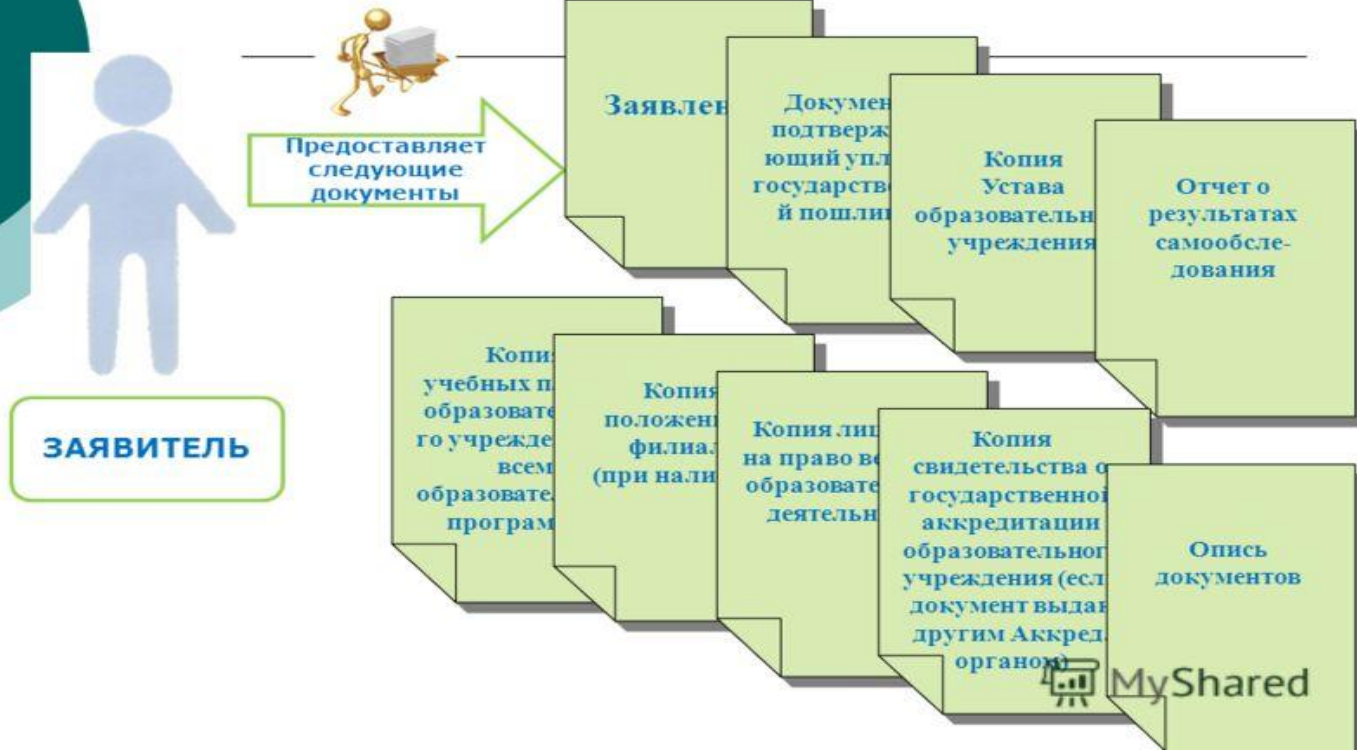 Предоставляет
следующие
документы
ЗАЯВИТЕЛЬ
Заявлен
Докумен
подтверж
ющий упл
государстве
й пошли
Копия
Устава
образовательн
учреждения
Отчет о
результатах
самообсле-
дования
Копи
учебных п
образовате
го учрежде
всем
образовате
програм
Копия
положен
филиал
(при нали
Копия лиц
на право ве
образовате
деятельн
Копия
свидетельства о
государственной
аккредитации
образовательног
учреждения (есл
документ выдан
другим Аккред.
органом)
Опись
документов
MyShared